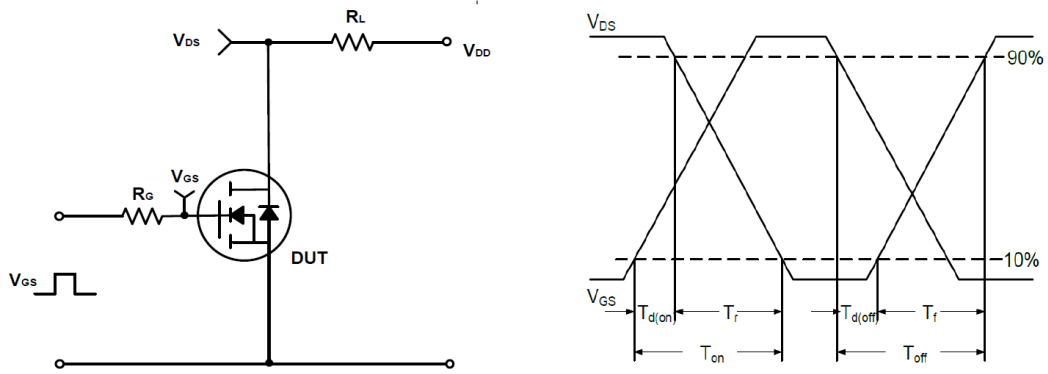 RL
VDS
VDD
VGS
RG
DUT
VGS
VDS
90%
10%
VGS
Td(on)
Tr
Td(off)
Tf
Ton
Toff